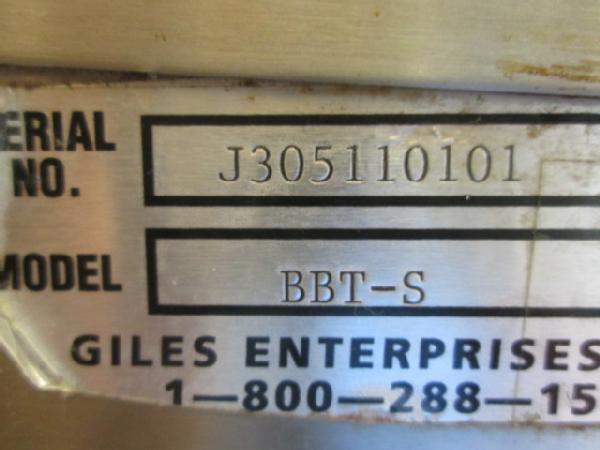 ERIAL NO. J305110101
MODEL BBT-S
GILES ENTERPRISES
1—800—288—15